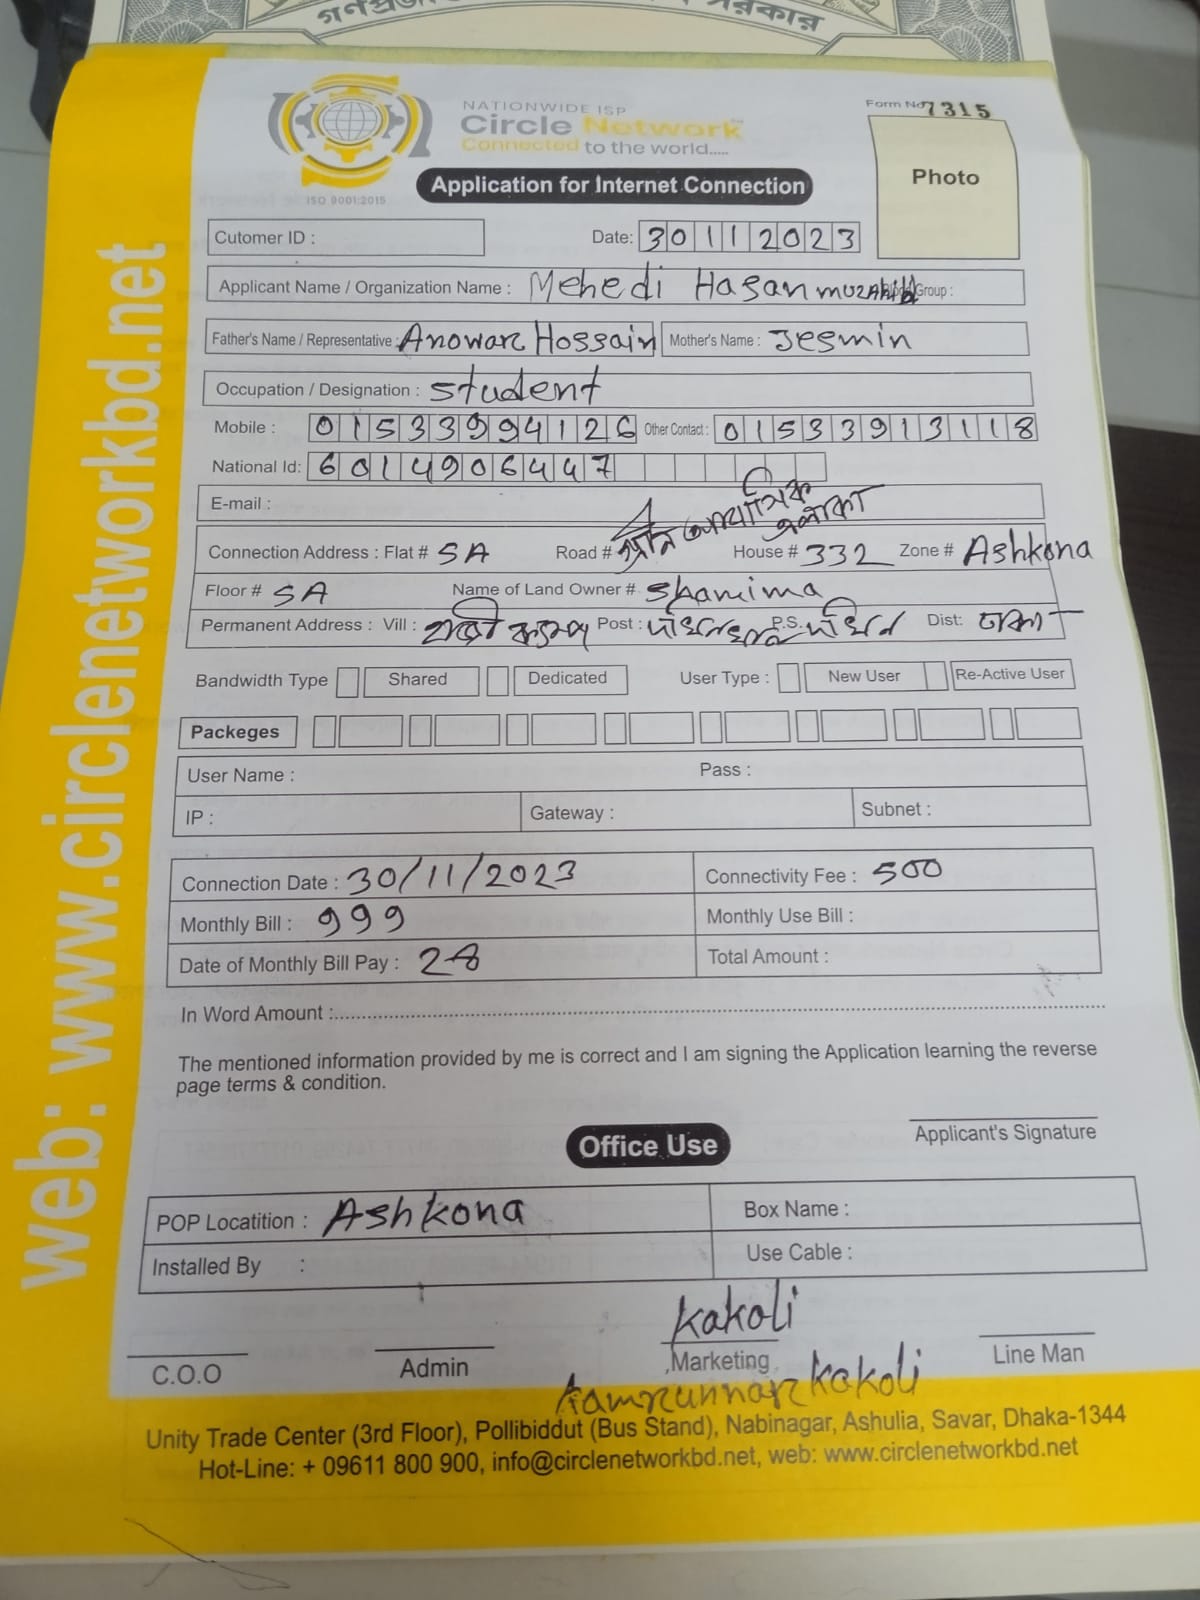 গণপ্রজা
সরকার
NATIONWIDE ISP
Circle Network
Connected to the world.....
ISO 9001:2015
Form No 7315
Photo
Application for Internet Connection
Cutomer ID :
Date: 30112023
Applicant Name / Organization Name : Mehedi Hasan muzahid Group :
Father's Name / Representative : Anowar Hossain Mother's Name : Jesmin
Occupation / Designation : student
Mobile : 01533994126 Other Contact : 01533913118
National Id: 6014906447
E-mail :
Connection Address : Flat # 5A Road # আবাসিক এলাকা House # 332 Zone # Ashkona
Floor # 5A Name of Land Owner # Shamima
Permanent Address : Vill : Post : P.S. Dist: ঢাকা
Bandwidth Type Shared Dedicated User Type : New User Re-Active User
Packeges
User Name : Pass :
IP : Gateway : Subnet :
Connection Date : 30/11/2023 Connectivity Fee : 500
Monthly Bill : 999 Monthly Use Bill :
Date of Monthly Bill Pay : 28 Total Amount :
In Word Amount :
The mentioned information provided by me is correct and I am signing the Application learning the reverse
page terms & condition.
Applicant's Signature
Office Use
POP Locatition : Ashkona Box Name :
Installed By : Use Cable :
Kakoli
C.O.O Admin Marketing Line Man
Kakoli
Unity Trade Center (3rd Floor), Pollibiddut (Bus Stand), Nabinagar, Ashulia, Savar, Dhaka-1344
Hot-Line: + 09611 800 900, info@circlenetworkbd.net, web: www.circlenetworkbd.net
web: www.circlenetworkbd.net